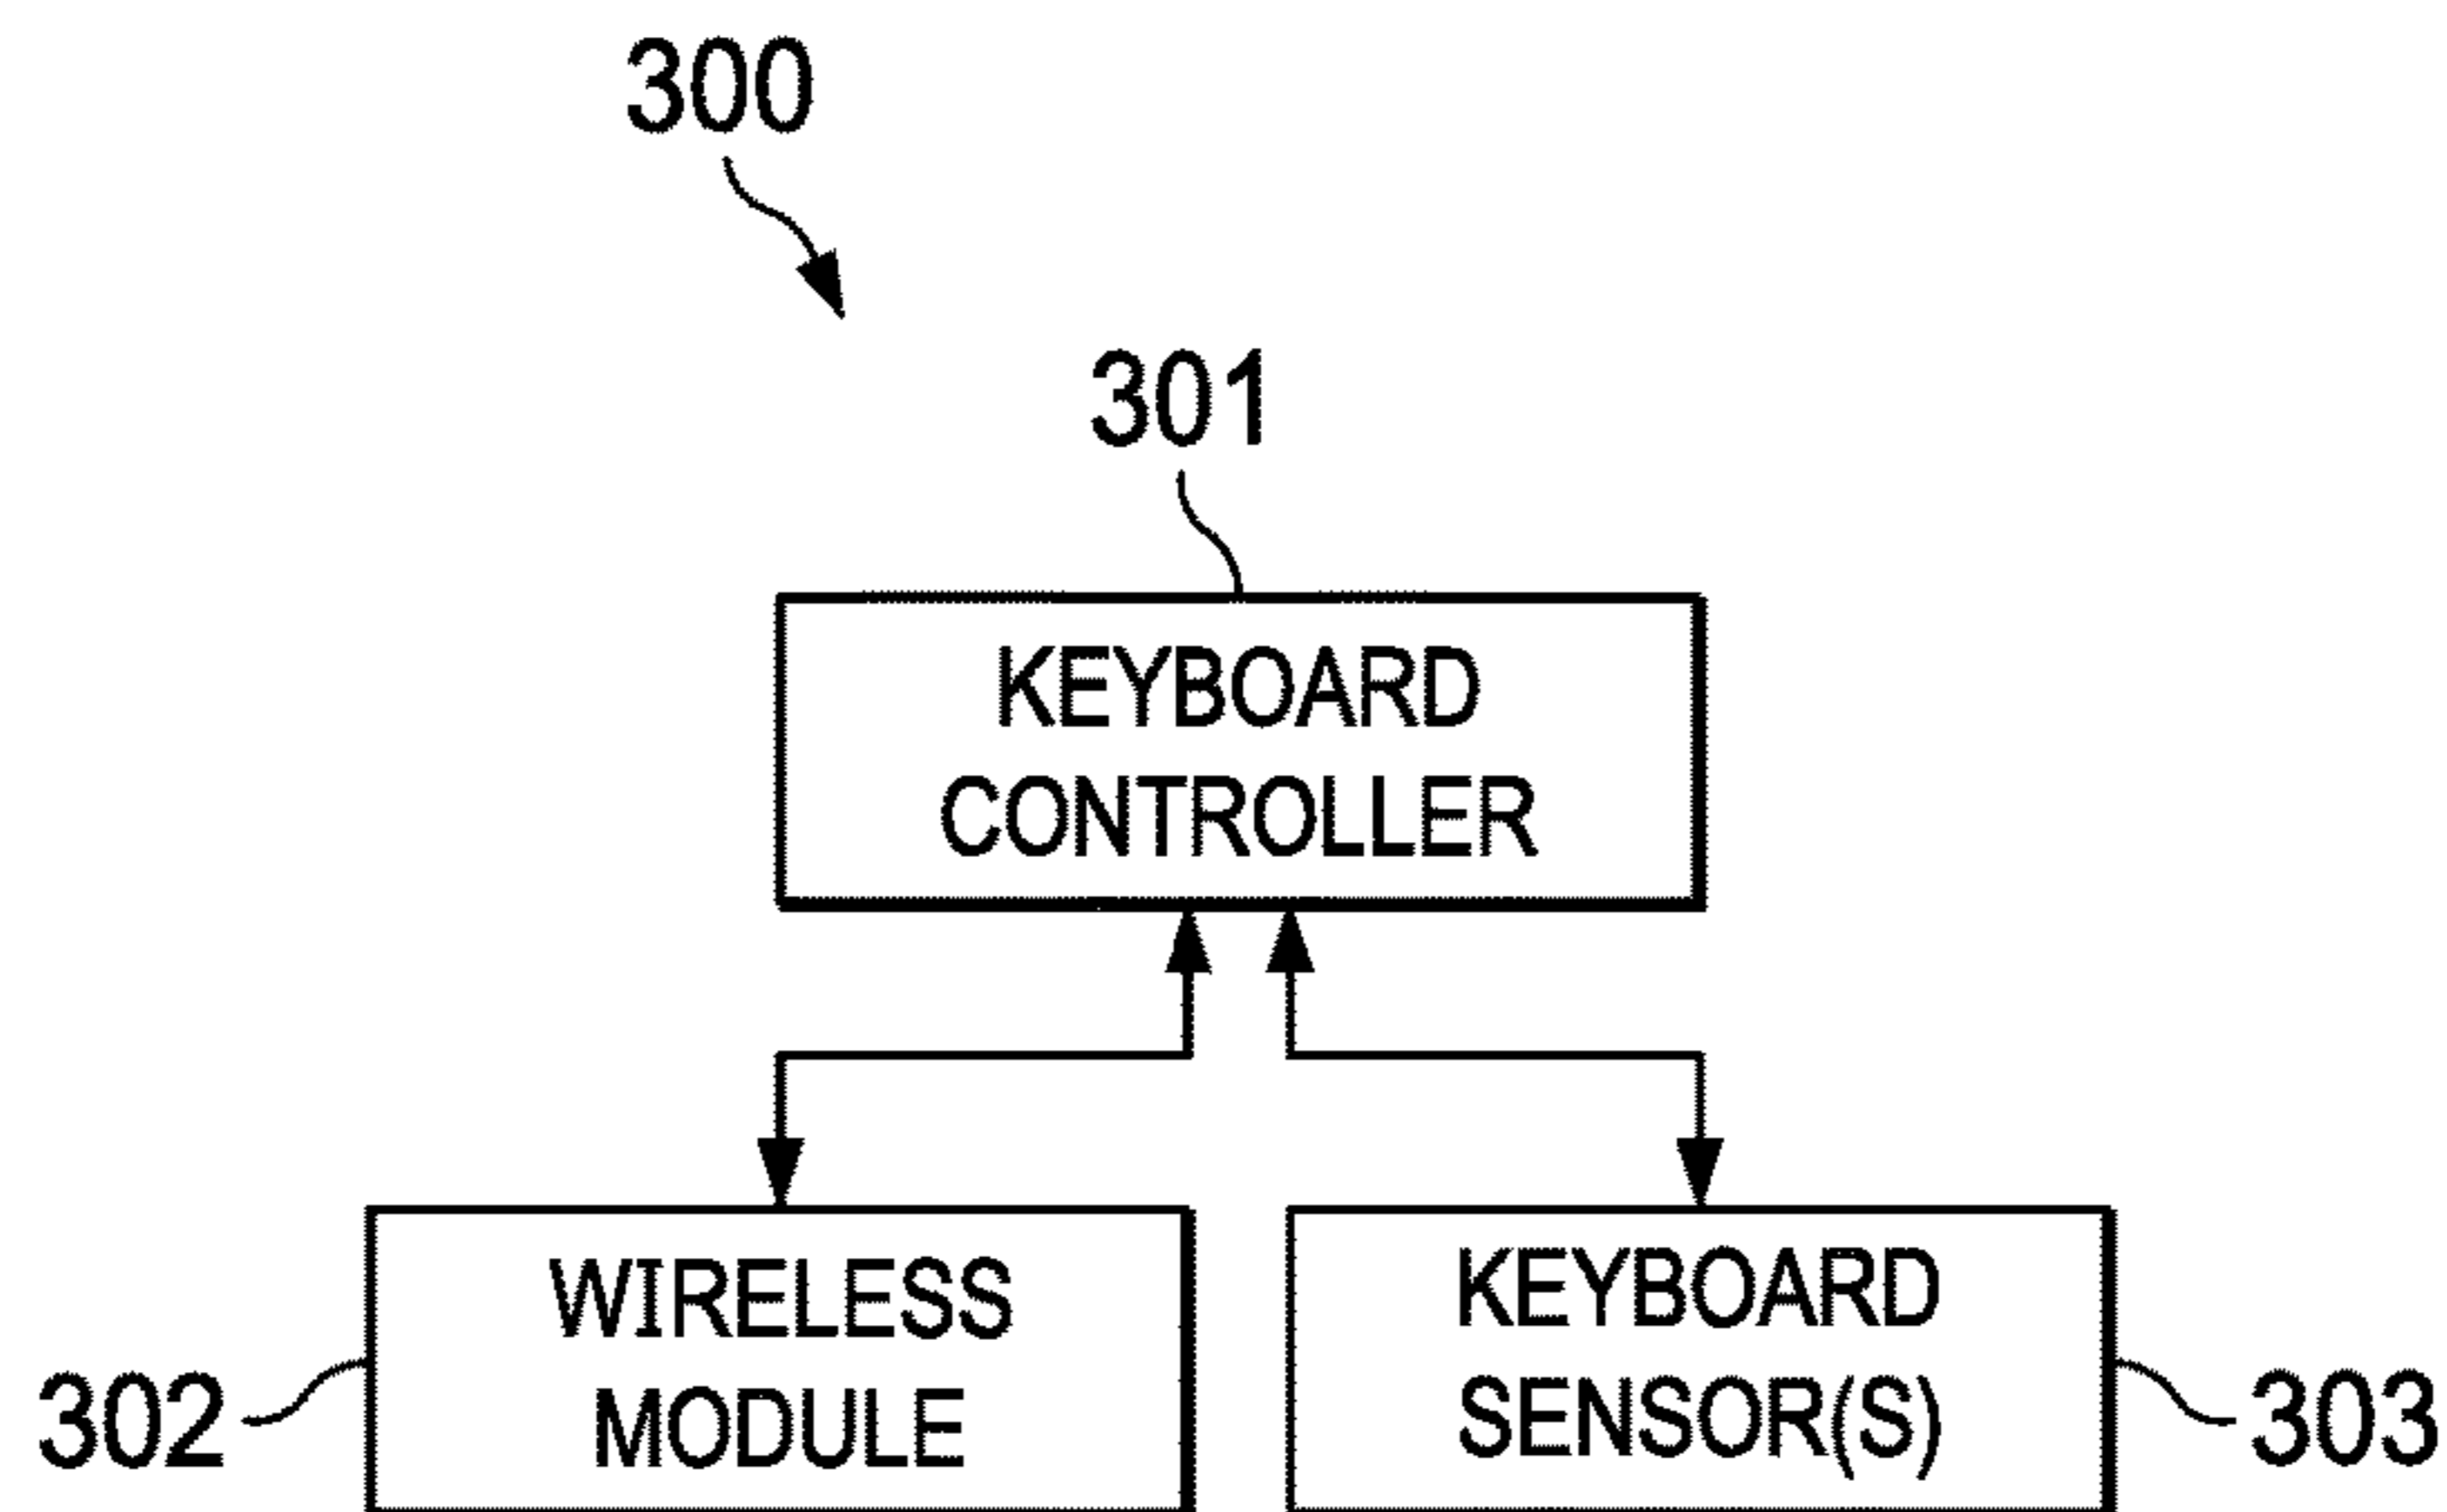 300
301
KEYBOARD
CONTROLLER
302
WIRELESS
MODULE
KEYBOARD
SENSOR(S)
303